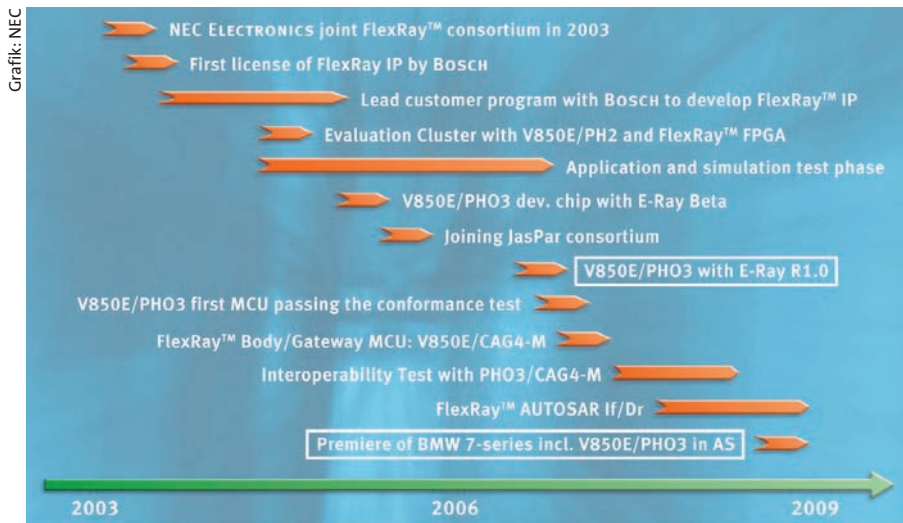 Grafik: NEC
NEC ELECTRONICS joint FlexRay™ consortium in 2003
First license of FlexRay IP by BOSCH
Lead customer program with BOSCH to develop FlexRay™ IP
Evaluation Cluster with V850E/PH2 and FlexRay™ FPGA
Application and simulation test phase
V850E/PHO3 dev. chip with E-Ray Beta
Joining JasPar consortium
V850E/PHO3 with E-Ray R1.0
V850E/PHO3 first MCU passing the conformance test
FlexRay™ Body/Gateway MCU: V850E/CAG4-M
Interoperability Test with PHO3/CAG4-M
FlexRay™ AUTOSAR If/Dr
Premiere of BMW 7-series incl. V850E/PHO3 in AS
2003 2006 2009